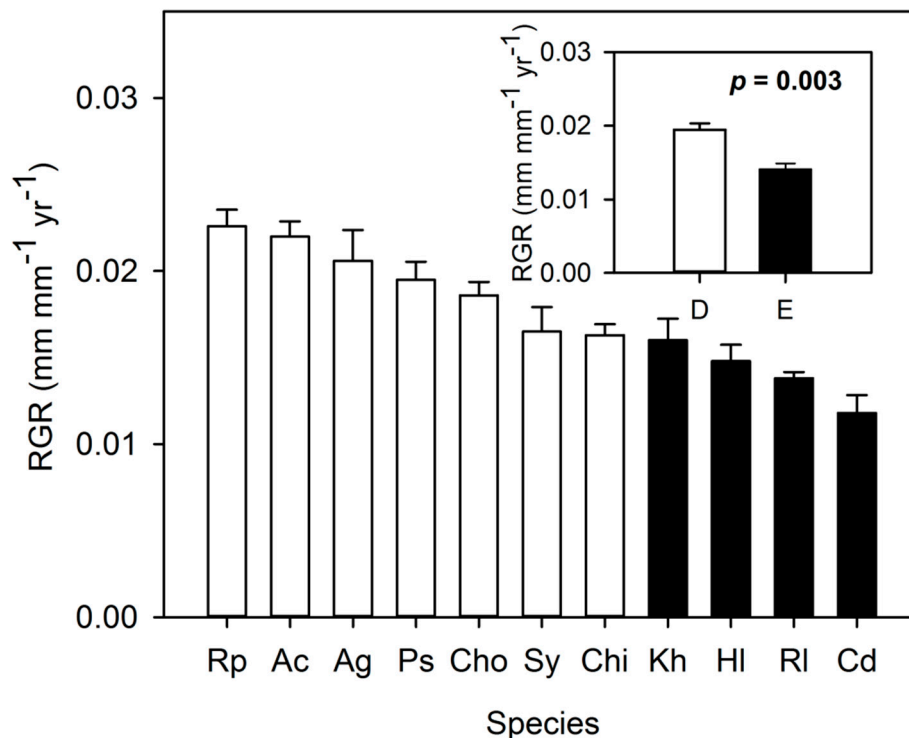 RGR (mm mm⁻¹ yr⁻¹)
0.03
0.02
0.01
0.00
Rp Ac Ag Ps Cho Sy Chi Kh Hl Rl Cd
Species
RGR (mm mm⁻¹ yr⁻¹)
0.03
0.02
0.01
0.00
p = 0.003
D E